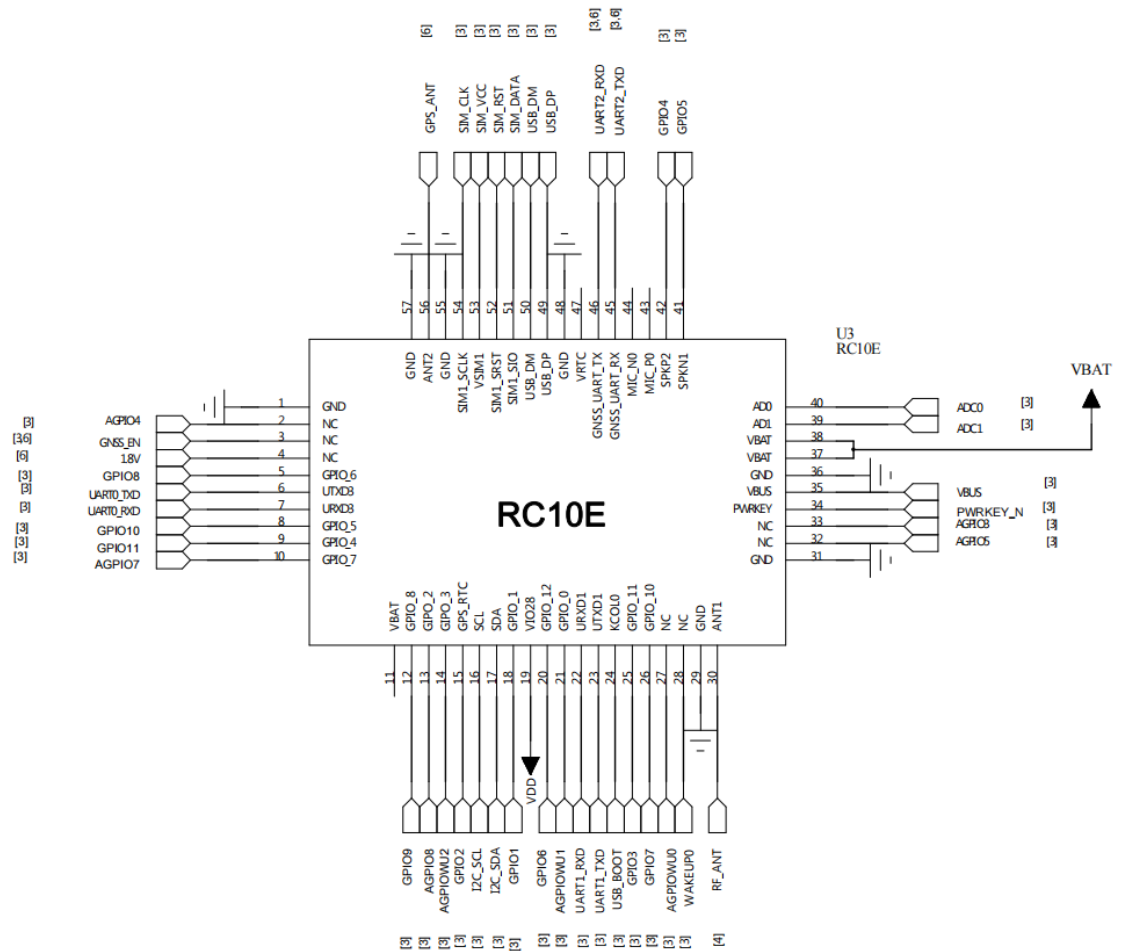 [6] [3] [3] [3] [3] [3] [3] [3,6] [3,6] [3] [3]
GPS_ANT SIM_CLK SIM_VCC SIM_RST SIM_DATA USB_DM USB_DP UART2_RXD UART2_TXD GPIO4 GPIO5
57 56 55 54 53 52 51 50 49 48 47 46 45 44 43 42 41
GND ANT2 GND SIM1_SCLK VSIM1 SIM1_SRST SIM1_SIO USB_DM USB_DP GND VRTC GNSS_UART_TX GNSS_UART_RX MIC_N0 MIC_P0 SPKP2 SPKN1
U3
RC10E
VBAT
1 GND
[3] AGPIO4 2 NC
[3,6] GNSS_EN 3 NC
[6] 1.8V 4 NC
[3] GPIO8 5 GPIO_6
[3] UART0_TXD 6 UTXD3
[3] UART0_RXD 7 URXD3
[3] GPIO10 8 GPIO_5
[3] GPIO11 9 GPIO_4
[3] AGPIO7 10 GPIO_7
RC10E
AD0 40 ADC0 [3]
AD1 39 ADC1 [3]
VBAT 38
VBAT 37
GND 36
VBUS 35 VBUS [3]
PWRKEY 34 PWRKEY_N [3]
NC 33 AGPIO3 [3]
NC 32 AGPIO5 [3]
GND 31
VBAT GPIO_8 GIPO_2 GPIO_3 GPS_RTC SCL SDA GPIO_1 VIO28 GPIO_12 GPIO_0 URXD1 UTXD1 KCOL0 GPIO_11 GPIO_10 NC NC GND ANT1
11 12 13 14 15 16 17 18 19 20 21 22 23 24 25 26 27 28 29 30
VDD
GPIO9 AGPIO8 AGPIOWU2 GPIO2 I2C_SCL I2C_SDA GPIO1 GPIO6 AGPIOWU1 UART1_RXD UART1_TXD USB_BOOT GPIO3 GPIO7 AGPIOWU0 WAKEUP0 RF_ANT
[3] [3] [3] [3] [3] [3] [3] [3] [3] [3] [3] [3] [3] [3] [3] [3] [4]